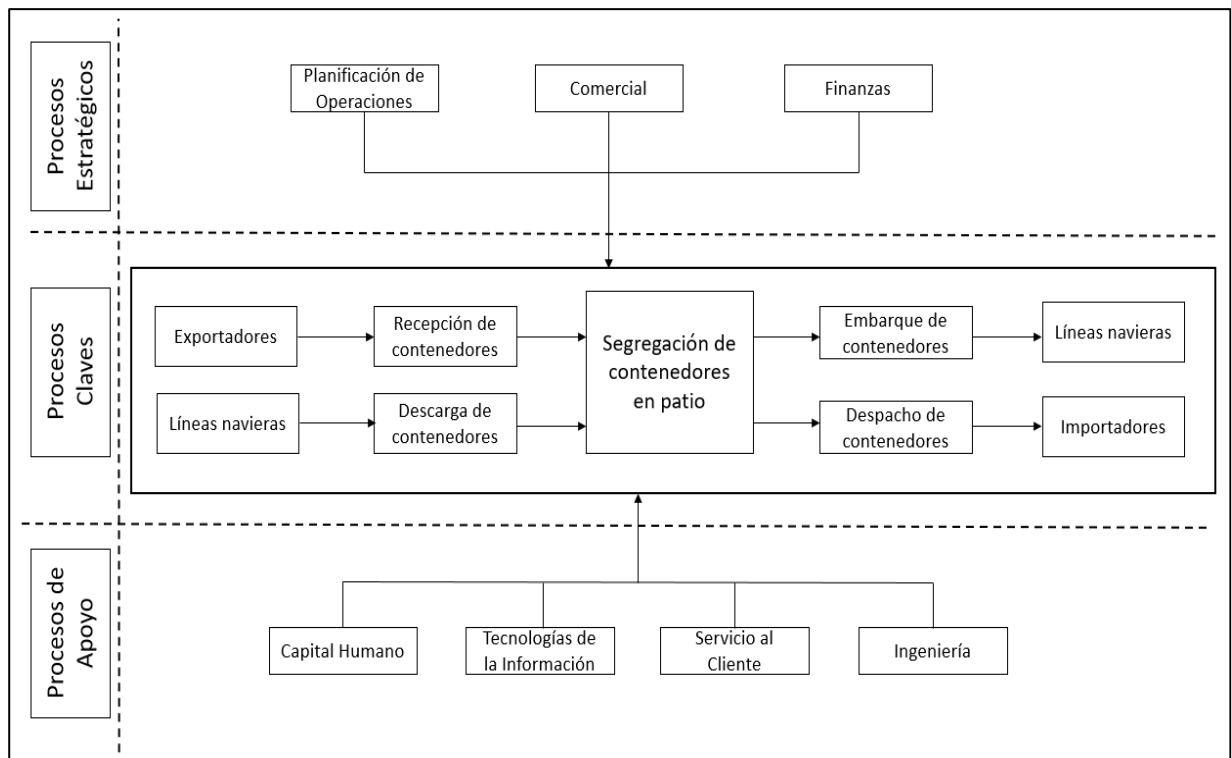 Procesos
Estratégicos
Planificación de
Operaciones
Comercial
Finanzas
Procesos
Claves
Exportadores
Recepción de
contenedores
Segregación de
contenedores
en patio
Embarque de
contenedores
Líneas navieras
Líneas navieras
Descarga de
contenedores
Despacho de
contenedores
Importadores
Procesos de
Apoyo
Capital Humano
Tecnologías de
la Información
Servicio al
Cliente
Ingeniería